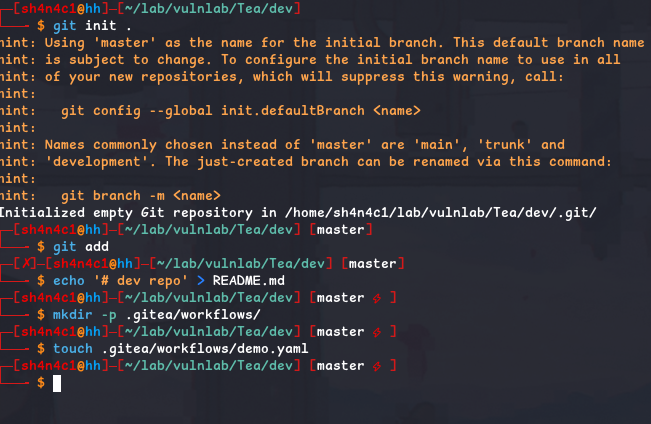 ┌─[sh4n4c1@hh]─[~/lab/vulnlab/Tea/dev]
└──╼ $ git init .
hint: Using 'master' as the name for the initial branch. This default branch name
hint: is subject to change. To configure the initial branch name to use in all
hint: of your new repositories, which will suppress this warning, call:
hint:
hint:   git config --global init.defaultBranch <name>
hint:
hint: Names commonly chosen instead of 'master' are 'main', 'trunk' and
hint: 'development'. The just-created branch can be renamed via this command:
hint:
hint:   git branch -m <name>
Initialized empty Git repository in /home/sh4n4c1/lab/vulnlab/Tea/dev/.git/
┌─[sh4n4c1@hh]─[~/lab/vulnlab/Tea/dev] [master]
└──╼ $ git add
┌─[✗]─[sh4n4c1@hh]─[~/lab/vulnlab/Tea/dev] [master]
└──╼ $ echo '# dev repo' > README.md
┌─[sh4n4c1@hh]─[~/lab/vulnlab/Tea/dev] [master ⚡ ]
└──╼ $ mkdir -p .gitea/workflows/
┌─[sh4n4c1@hh]─[~/lab/vulnlab/Tea/dev] [master ⚡ ]
└──╼ $ touch .gitea/workflows/demo.yaml
┌─[sh4n4c1@hh]─[~/lab/vulnlab/Tea/dev] [master ⚡ ]
└──╼ $